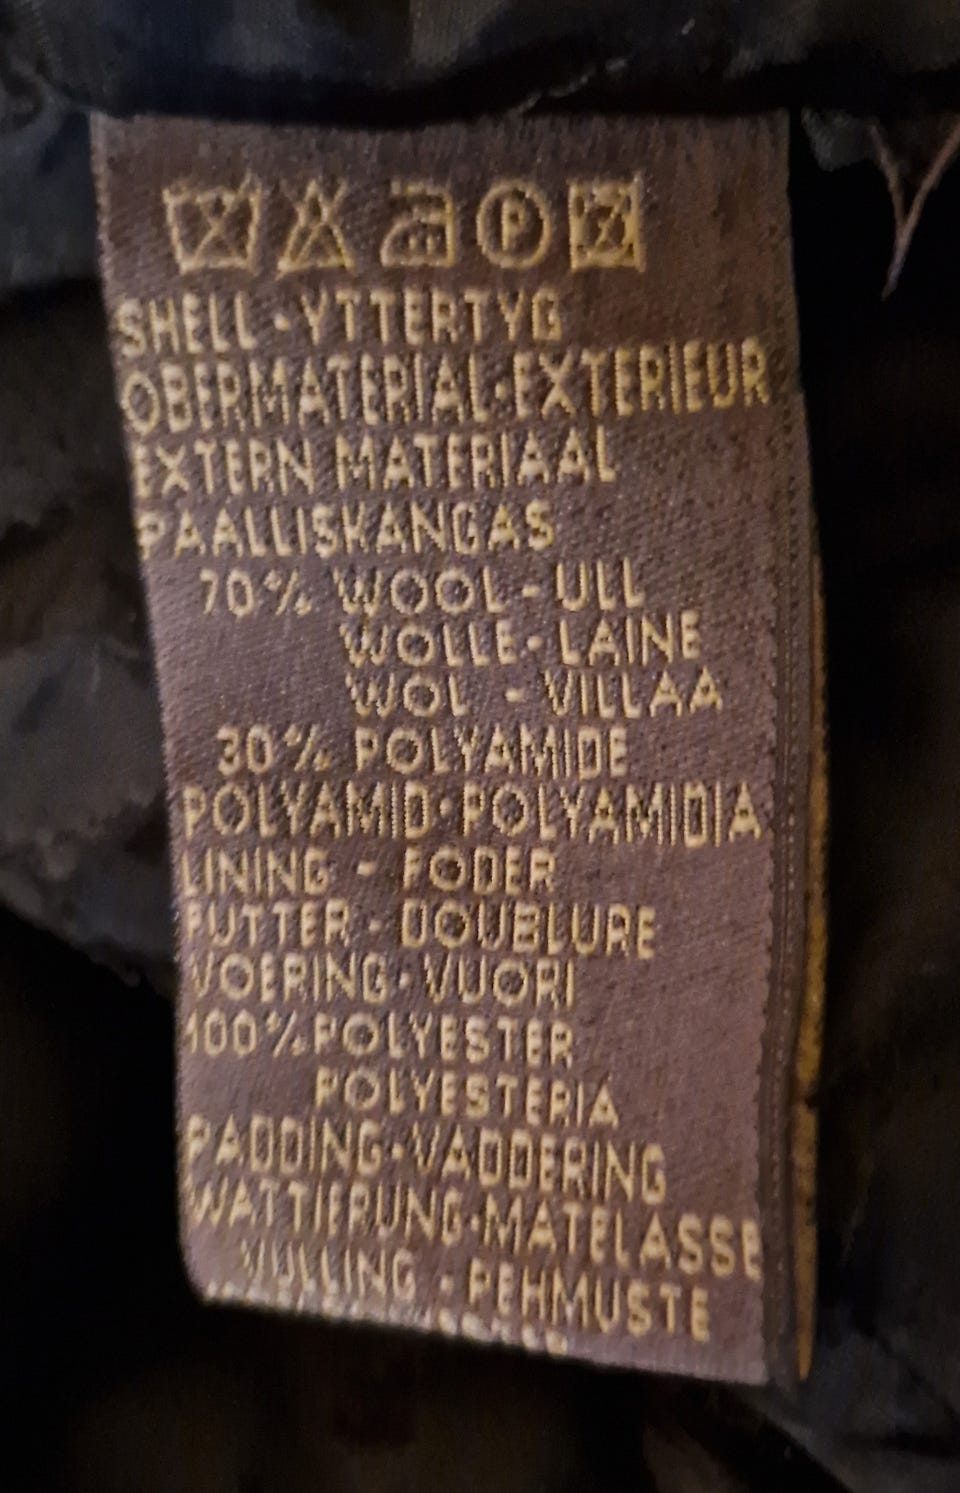 P
SHELL - YTTERTYG
OBERMATERIAL · EXTERIEUR
EXTERN MATERIAAL
PÄÄLLISKANGAS
70% WOOL - ULL
WOLLE - LAINE
WOL - VILLAA
30% POLYAMIDE
POLYAMID · POLYAMIDIA
LINING - FODER
FUTTER - DOUBLURE
VOERING · VUORI
100% POLYESTER
POLYESTERIA
PADDING · VADDERING
WATTIERUNG · MATELASSE
VULLING - PEHMUSTE